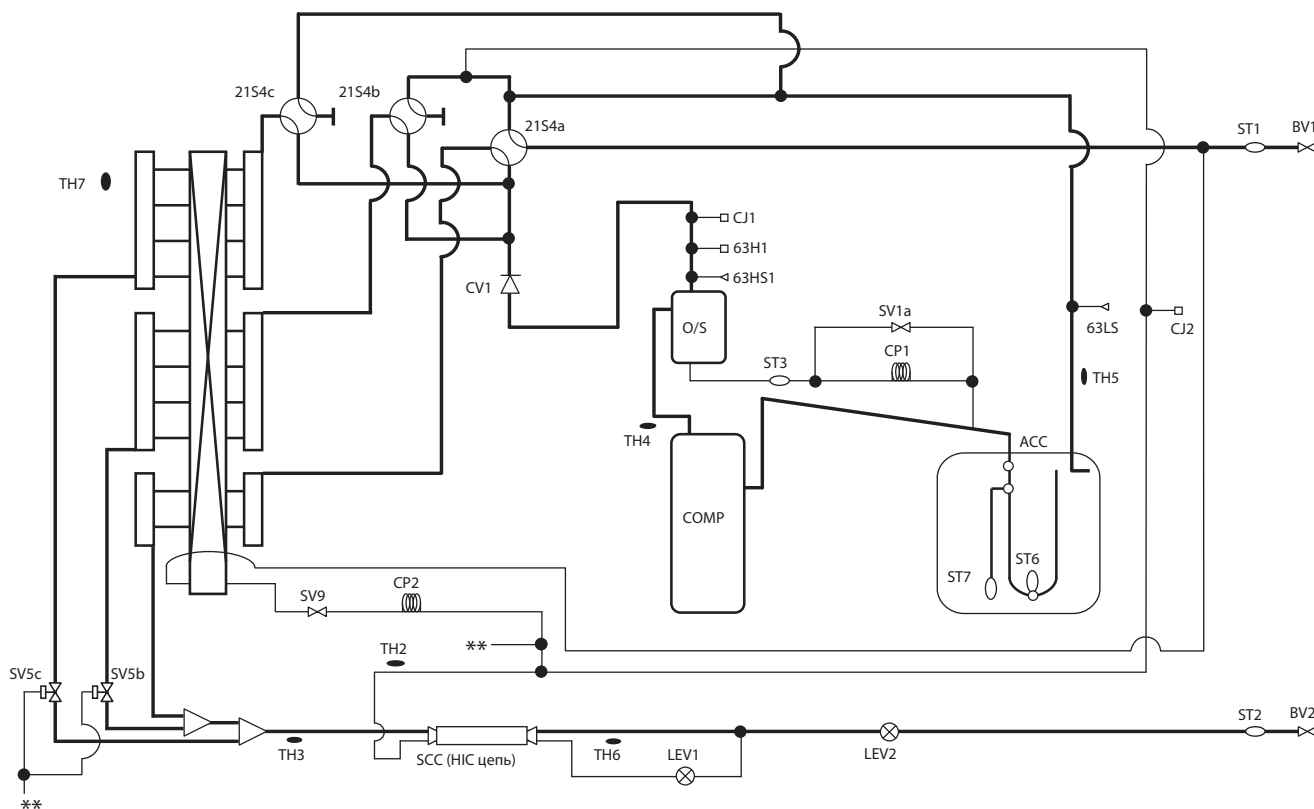 21S4c
21S4b
21S4a
ST1
BV1
TH7
CJ1
63H1
63HS1
CV1
O/S
SV1a
CP1
ST3
63LS
CJ2
TH5
TH4
ACC
COMP
ST7
ST6
SV9
CP2
**
TH2
SV5c
SV5b
TH3
SCC (HIC цепь)
TH6
LEV1
LEV2
ST2
BV2
**